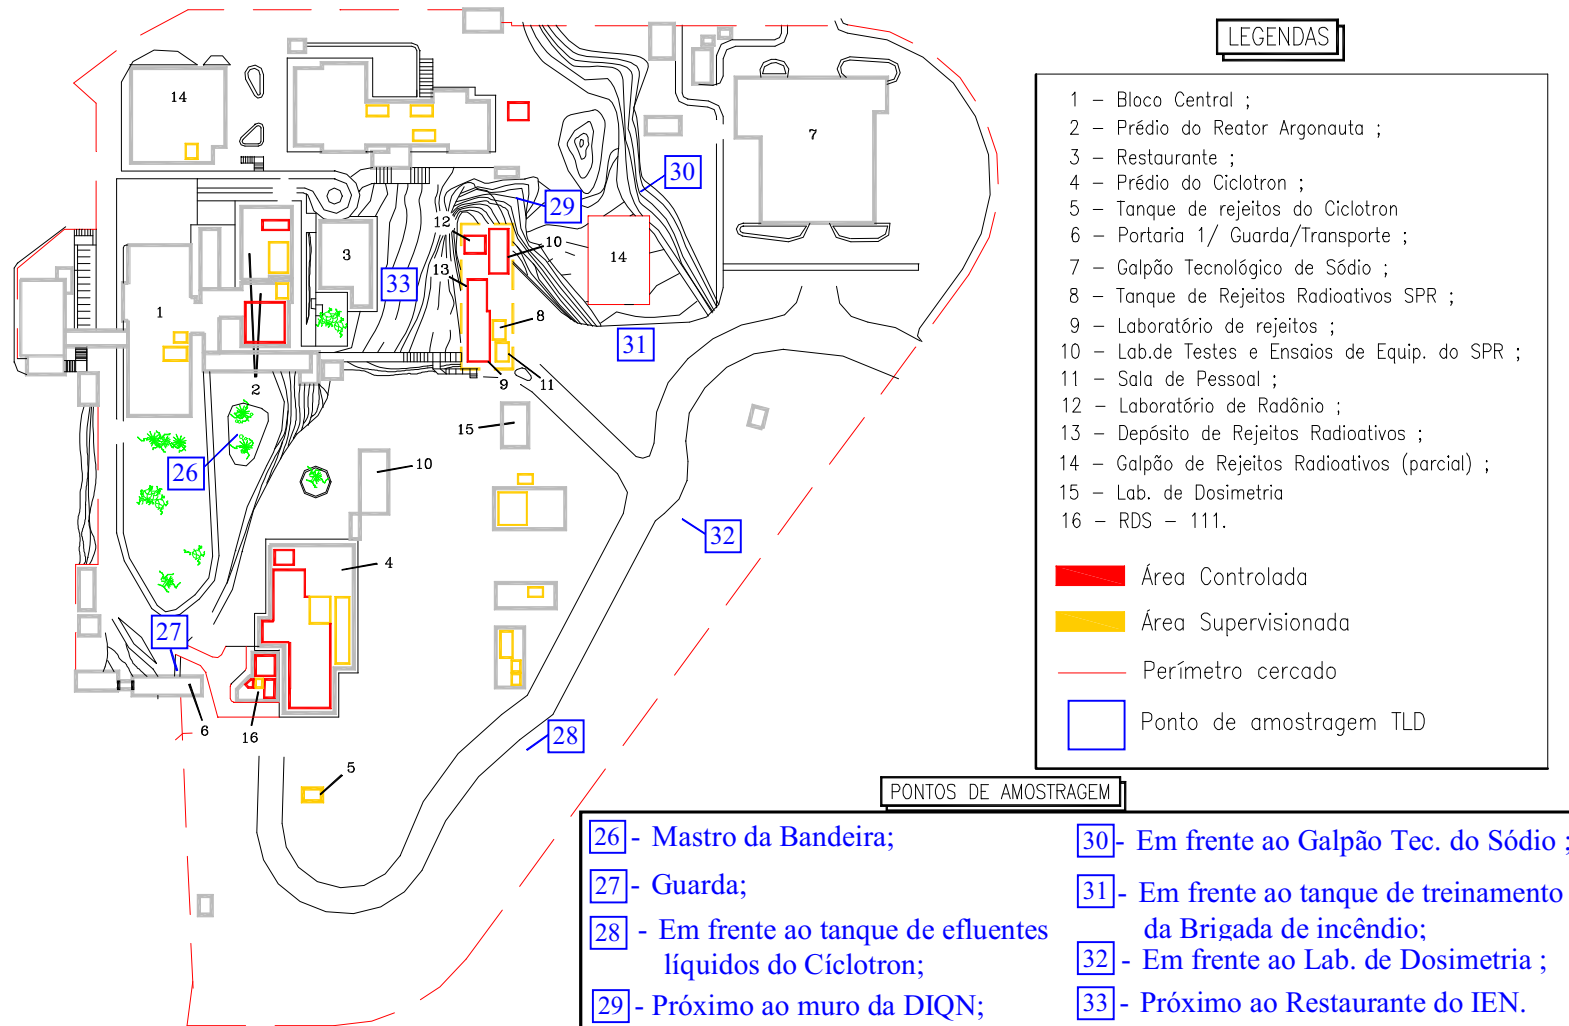 LEGENDAS
1 – Bloco Central ;
2 – Prédio do Reator Argonauta ;
3 – Restaurante ;
4 – Prédio do Ciclotron ;
5 – Tanque de rejeitos do Ciclotron
6 – Portaria 1/ Guarda/Transporte ;
7 – Galpão Tecnológico de Sódio ;
8 – Tanque de Rejeitos Radioativos SPR ;
9 – Laboratório de rejeitos ;
10 – Lab.de Testes e Ensaios de Equip. do SPR ;
11 – Sala de Pessoal ;
12 – Laboratório de Radônio ;
13 – Depósito de Rejeitos Radioativos ;
14 – Galpão de Rejeitos Radioativos (parcial) ;
15 – Lab. de Dosimetria
16 – RDS – 111.
Área Controlada
Área Supervisionada
Perímetro cercado
Ponto de amostragem TLD
14
7
30
29
12
10
3
14
13
33
1
8
31
9
11
2
15
26
10
32
4
27
6
16
28
5
PONTOS DE AMOSTRAGEM
26 - Mastro da Bandeira;
27 - Guarda;
28 - Em frente ao tanque de efluentes
líquidos do Cíclotron;
29 - Próximo ao muro da DIQN;
30 - Em frente ao Galpão Tec. do Sódio ;
31 - Em frente ao tanque de treinamento
da Brigada de incêndio;
32 - Em frente ao Lab. de Dosimetria ;
33 - Próximo ao Restaurante do IEN.